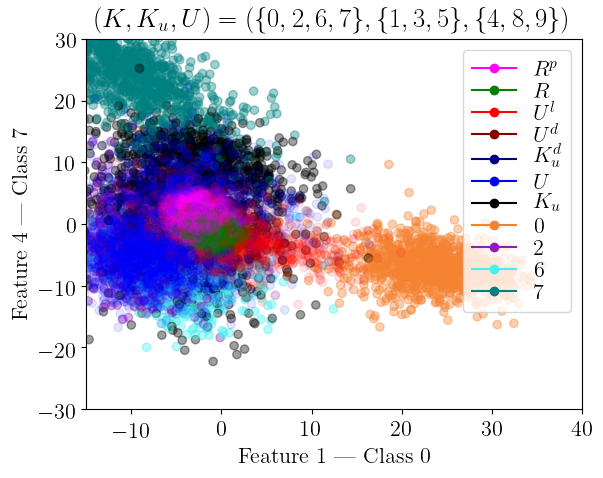 (K, K_u, U) = ({0, 2, 6, 7}, {1, 3, 5}, {4, 8, 9})
30
20
10
0
−10
−20
−30
Feature 4 — Class 7
R^p
R
U^l
U^d
K_u^d
U
K_u
0
2
6
7
−10
0
10
20
30
40
Feature 1 — Class 0